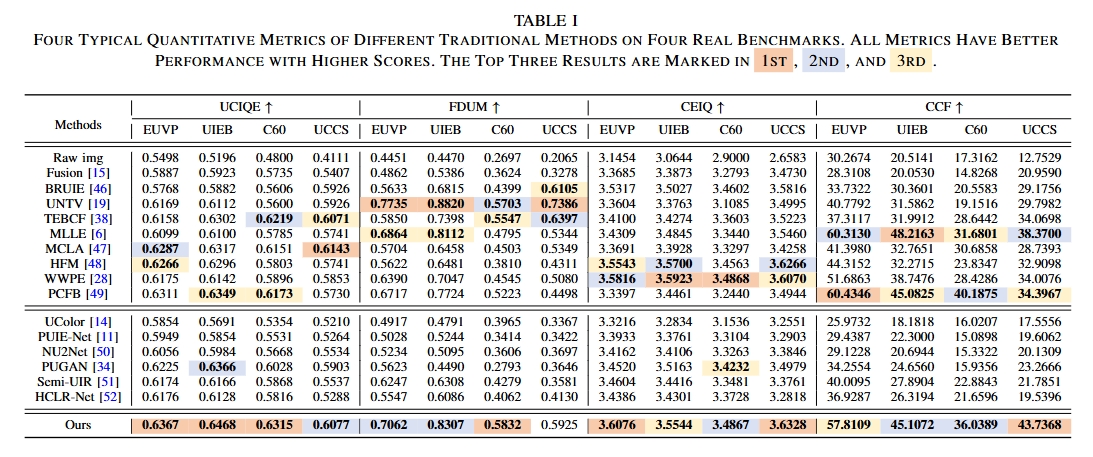 TABLE I
FOUR TYPICAL QUANTITATIVE METRICS OF DIFFERENT TRADITIONAL METHODS ON FOUR REAL BENCHMARKS. ALL METRICS HAVE BETTER
PERFORMANCE WITH HIGHER SCORES. THE TOP THREE RESULTS ARE MARKED IN 1ST, 2ND, AND 3RD.
Methods UCIQE ↑ FDUM ↑ CEIQ ↑ CCF ↑
EUVP UIEB C60 UCCS EUVP UIEB C60 UCCS EUVP UIEB C60 UCCS EUVP UIEB C60 UCCS
Raw img 0.5498 0.5196 0.4800 0.4111 0.4451 0.4470 0.2697 0.2065 3.1454 3.0644 2.9000 2.6583 30.2674 20.5141 17.3162 12.7529
Fusion [15] 0.5887 0.5923 0.5735 0.5407 0.4862 0.5386 0.3624 0.3278 3.3685 3.3873 3.2793 3.4730 28.3108 20.0530 14.8268 20.9590
BRUIE [46] 0.5768 0.5882 0.5606 0.5926 0.5633 0.6815 0.4399 0.6105 3.5317 3.5027 3.4602 3.5816 33.7322 30.3601 20.5583 29.1756
UNTV [19] 0.6169 0.6112 0.5600 0.5926 0.7735 0.8820 0.5703 0.7386 3.3604 3.3763 3.1085 3.4995 40.7792 31.5862 19.1516 29.7982
TEBCF [38] 0.6158 0.6302 0.6219 0.6071 0.5850 0.7398 0.5547 0.6397 3.4100 3.4274 3.3603 3.5223 37.3117 31.9912 28.6442 34.0698
MLLE [6] 0.6099 0.6100 0.5785 0.5741 0.6864 0.8112 0.4795 0.5344 3.4309 3.4845 3.3440 3.5460 60.3130 48.2163 31.6801 38.3700
MCLA [47] 0.6287 0.6317 0.6151 0.6143 0.5704 0.6458 0.4503 0.5349 3.3691 3.3928 3.3297 3.4258 41.3980 32.7651 30.6858 28.7393
HFM [48] 0.6266 0.6296 0.5803 0.5741 0.5622 0.6481 0.3810 0.4311 3.5543 3.5700 3.4563 3.6266 44.3152 32.2715 23.8347 32.9098
WWPE [28] 0.6175 0.6142 0.5896 0.5573 0.6390 0.7047 0.4545 0.5080 3.5816 3.5923 3.4868 3.6070 51.6863 38.7476 28.4286 34.0076
PCFB [49] 0.6311 0.6349 0.6173 0.5730 0.6717 0.7724 0.5223 0.4498 3.3397 3.4461 3.2440 3.4944 60.4346 45.0825 40.1875 34.3967
UColor [14] 0.5854 0.5691 0.5354 0.5210 0.4917 0.4791 0.3965 0.3367 3.3216 3.2834 3.1536 3.2551 25.9732 18.1818 16.0207 17.5556
PUIE-Net [11] 0.5949 0.5854 0.5531 0.5264 0.5028 0.5244 0.3414 0.3422 3.3933 3.3761 3.3104 3.2903 29.4387 22.3000 15.0898 19.6062
NU2Net [50] 0.6056 0.5984 0.5668 0.5534 0.5234 0.5095 0.3606 0.3697 3.4162 3.4106 3.3263 3.3846 29.1228 20.6944 15.3322 20.1309
PUGAN [34] 0.6225 0.6366 0.6028 0.5903 0.5623 0.4490 0.2793 0.3646 3.4520 3.5163 3.4232 3.4419 34.2554 24.6560 15.9356 23.2666
Semi-UIR [51] 0.6174 0.6166 0.5868 0.5537 0.6247 0.6308 0.4279 0.3581 3.4604 3.4416 3.3481 3.3761 40.0095 27.8904 22.8843 21.7851
HCLR-Net [52] 0.6176 0.6128 0.5816 0.5288 0.5547 0.6086 0.4062 0.4130 3.4386 3.4301 3.3728 3.2818 36.9287 26.3194 21.6596 19.5396
Ours 0.6367 0.6468 0.6315 0.6077 0.7062 0.8307 0.5832 0.5925 3.6076 3.5544 3.4867 3.6328 57.8109 45.1072 36.0389 43.7368